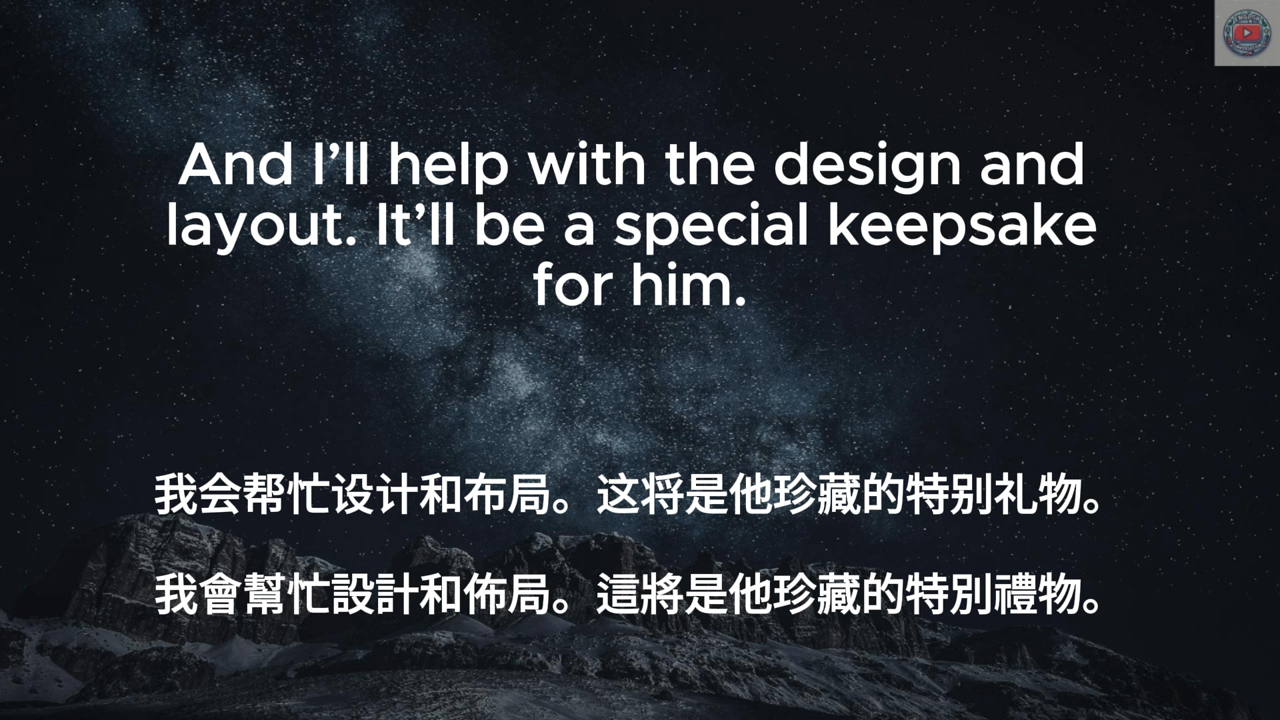 And I’ll help with the design and
layout. It’ll be a special keepsake
for him.
我会帮忙设计和布局。这将是他珍藏的特别礼物。
我會幫忙設計和佈局。這將是他珍藏的特別禮物。